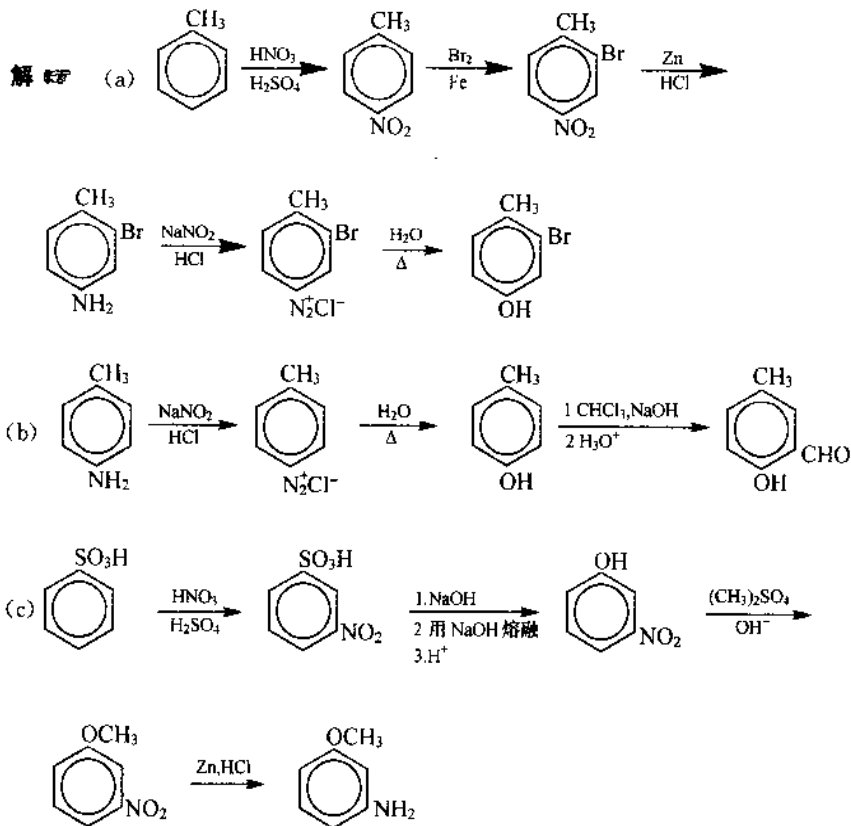 解 (a) CH₃ HNO₃ H₂SO₄ CH₃ NO₂ Br₂ Fe CH₃ Br NO₂ Zn HCl
CH₃ Br NH₂ NaNO₂ HCl CH₃ Br N₂⁺Cl⁻ H₂O Δ CH₃ Br OH
(b) CH₃ NH₂ NaNO₂ HCl CH₃ N₂⁺Cl⁻ H₂O Δ CH₃ OH 1 CHCl₃,NaOH 2 H₃O⁺ CH₃ CHO OH
(c) SO₃H HNO₃ H₂SO₄ SO₃H NO₂ 1.NaOH 2 用 NaOH 熔融 3.H⁺ OH NO₂ (CH₃)₂SO₄ OH⁻
OCH₃ NO₂ Zn,HCl OCH₃ NH₂